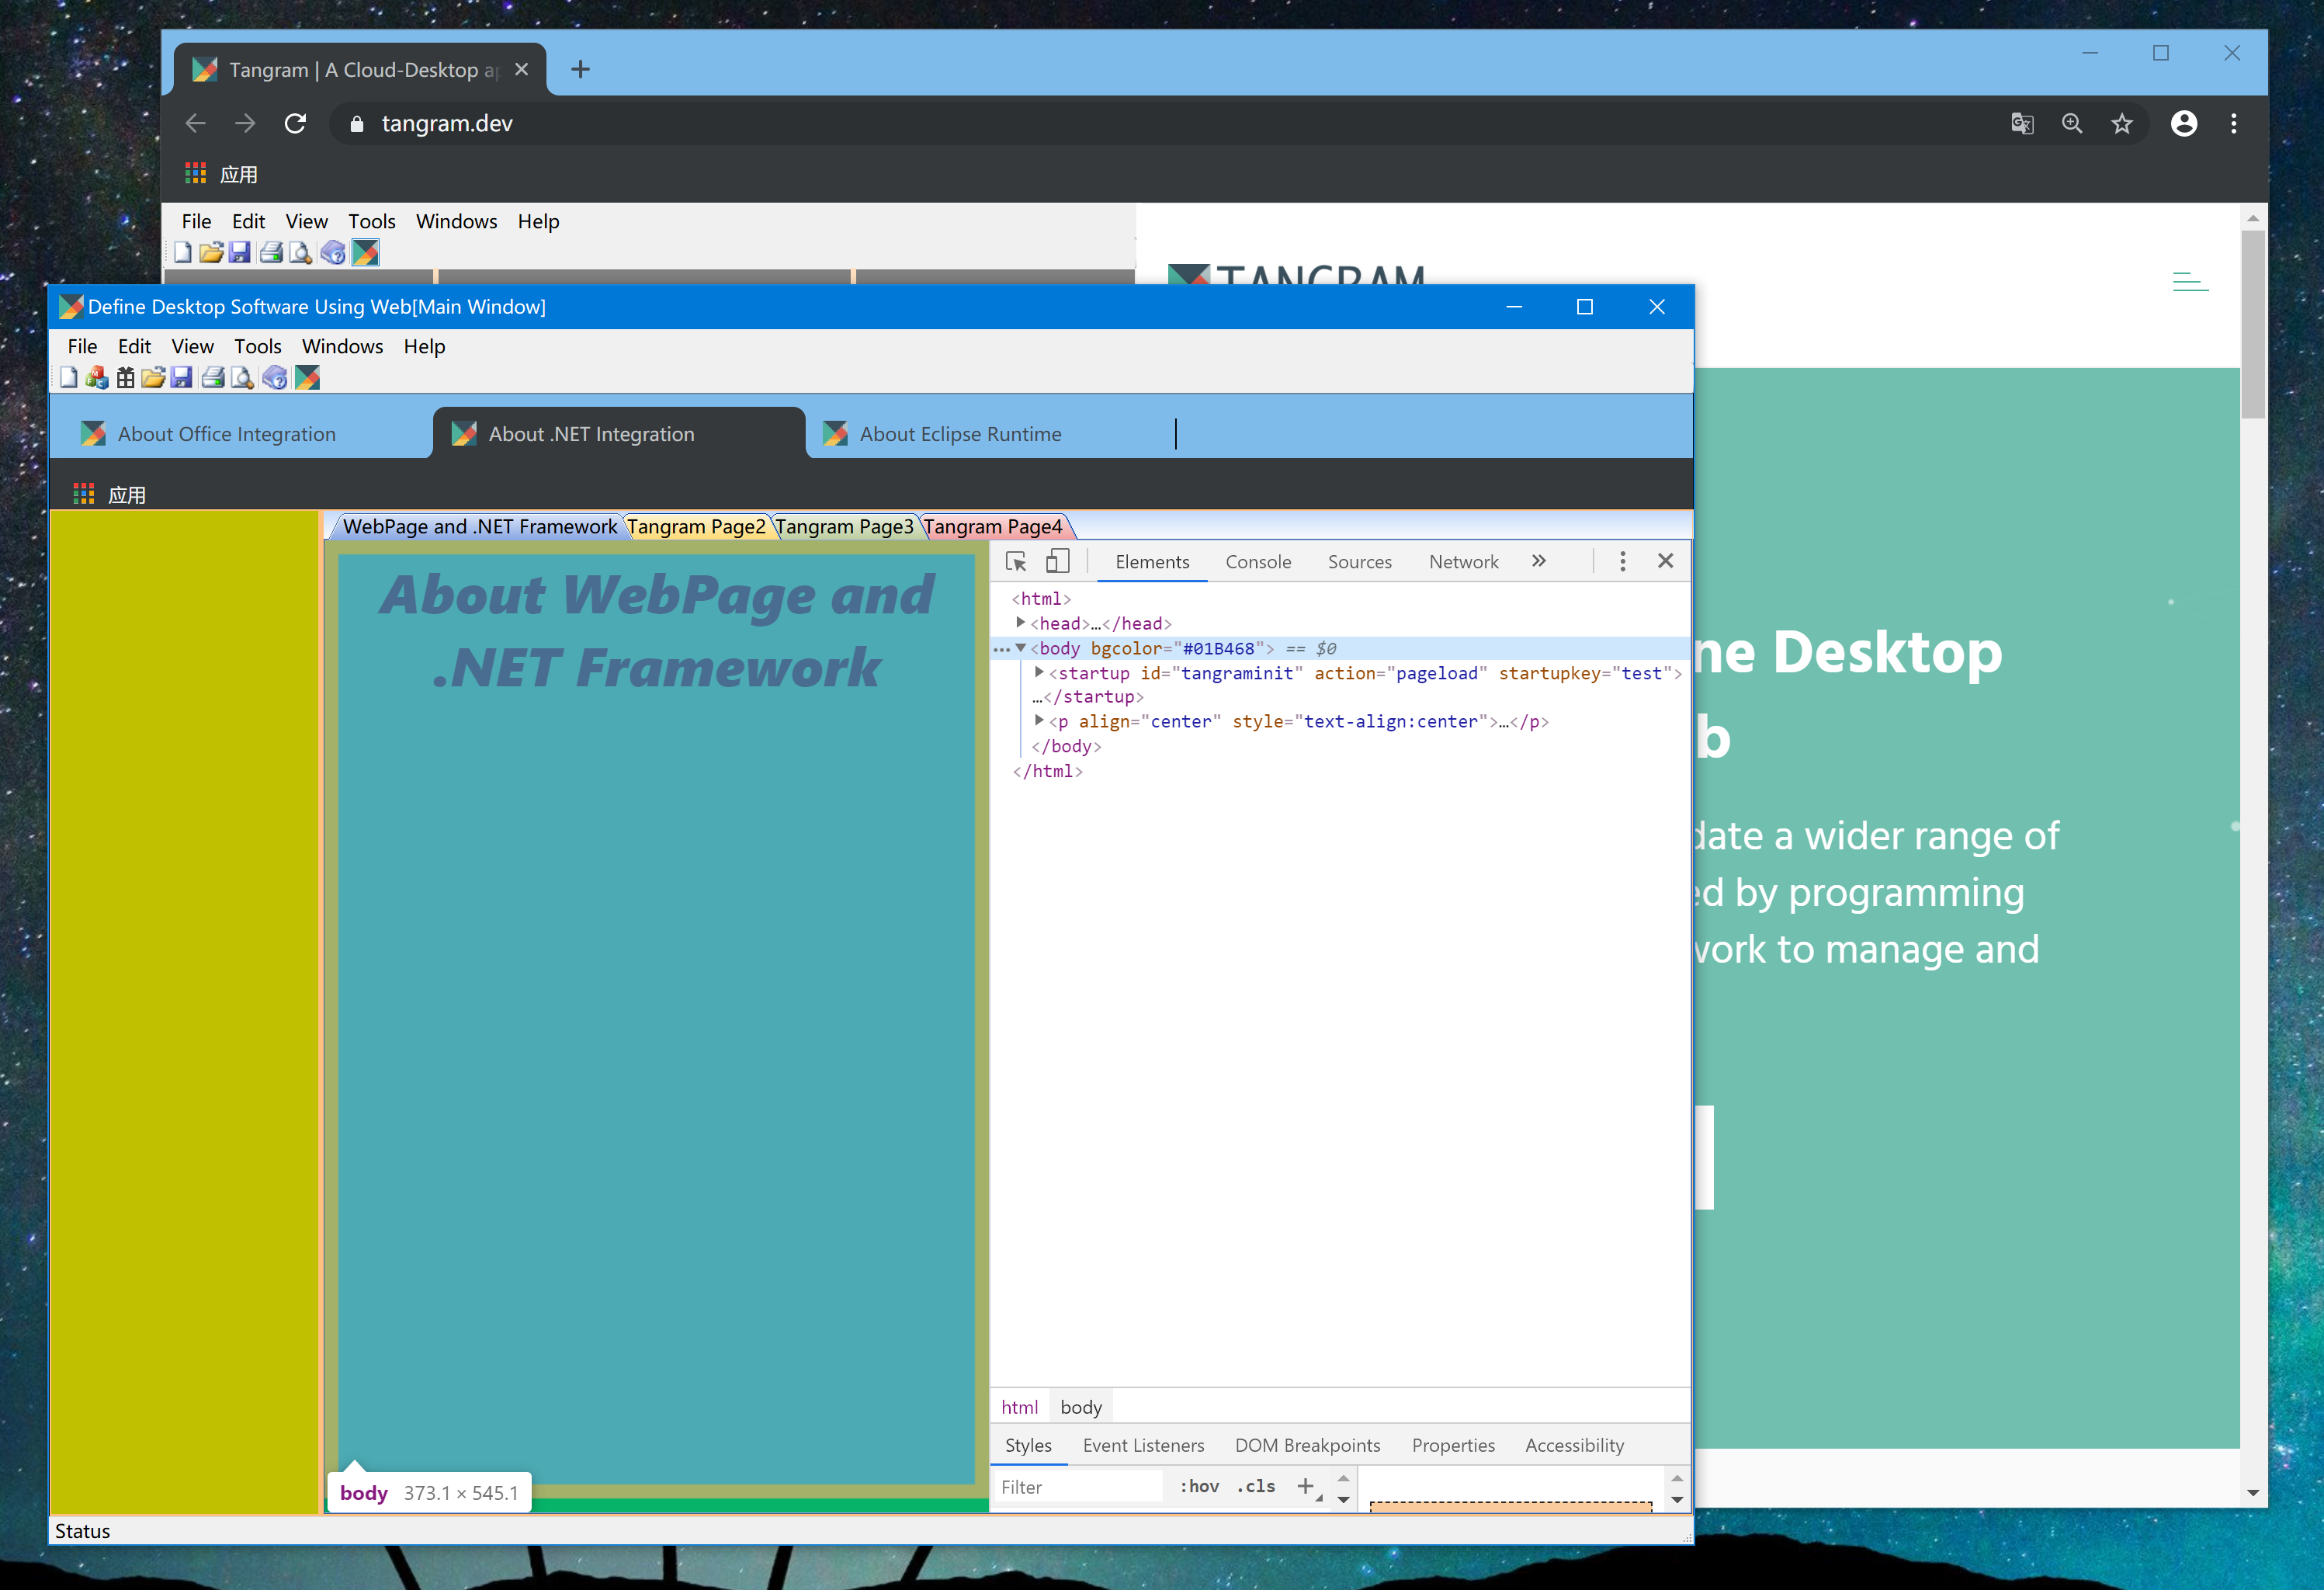 Tangram | A Cloud-Desktop
tangram.dev
应用
File Edit View Tools Windows Help
TANGRAM
Define Desktop Software Using Web[Main Window]
File Edit View Tools Windows Help
About Office Integration
About .NET Integration
About Eclipse Runtime
应用
WebPage and .NET Framework
Tangram Page2
Tangram Page3
Tangram Page4
About WebPage and
.NET Framework
body 373.1 × 545.1
Elements Console Sources Network »
<html>
<head>…</head>
<body bgcolor="#01B468"> == $0
<startup id="tangraminit" action="pageload" startupkey="test">
…</startup>
<p align="center" style="text-align:center">…</p>
</body>
</html>
html body
Styles Event Listeners DOM Breakpoints Properties Accessibility
Filter :hov .cls +
Status
Desktop
b
date a wider range of
ed by programming
work to manage and